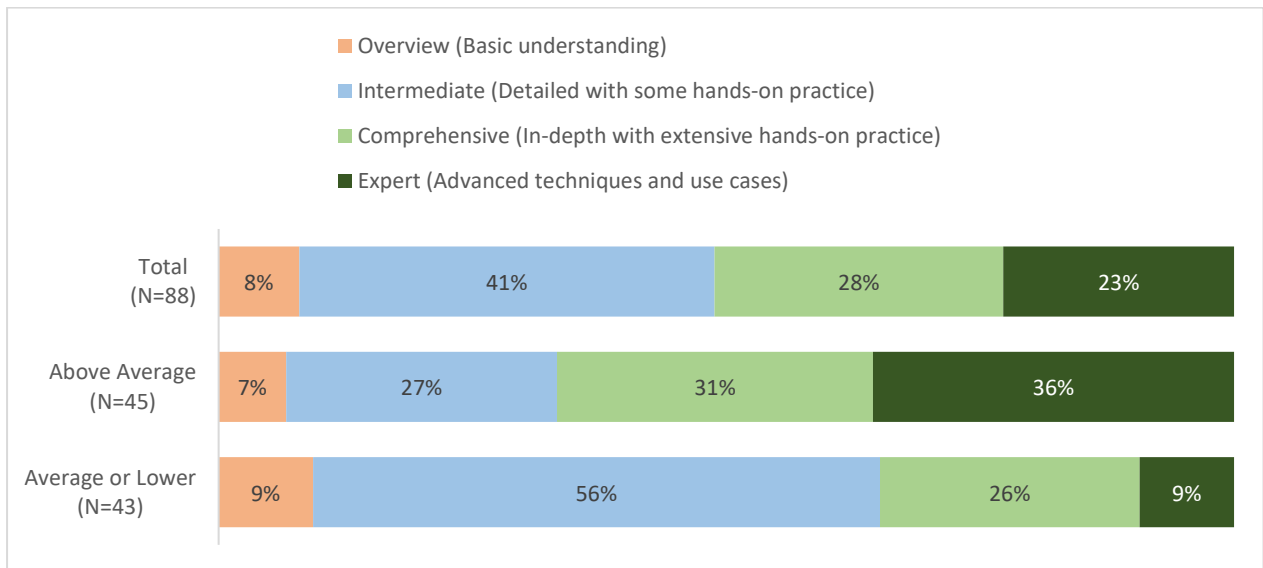 Overview (Basic understanding)
Intermediate (Detailed with some hands-on practice)
Comprehensive (In-depth with extensive hands-on practice)
Expert (Advanced techniques and use cases)
Total
(N=88)
8% 41% 28% 23%
Above Average
(N=45)
7% 27% 31% 36%
Average or Lower
(N=43)
9% 56% 26% 9%